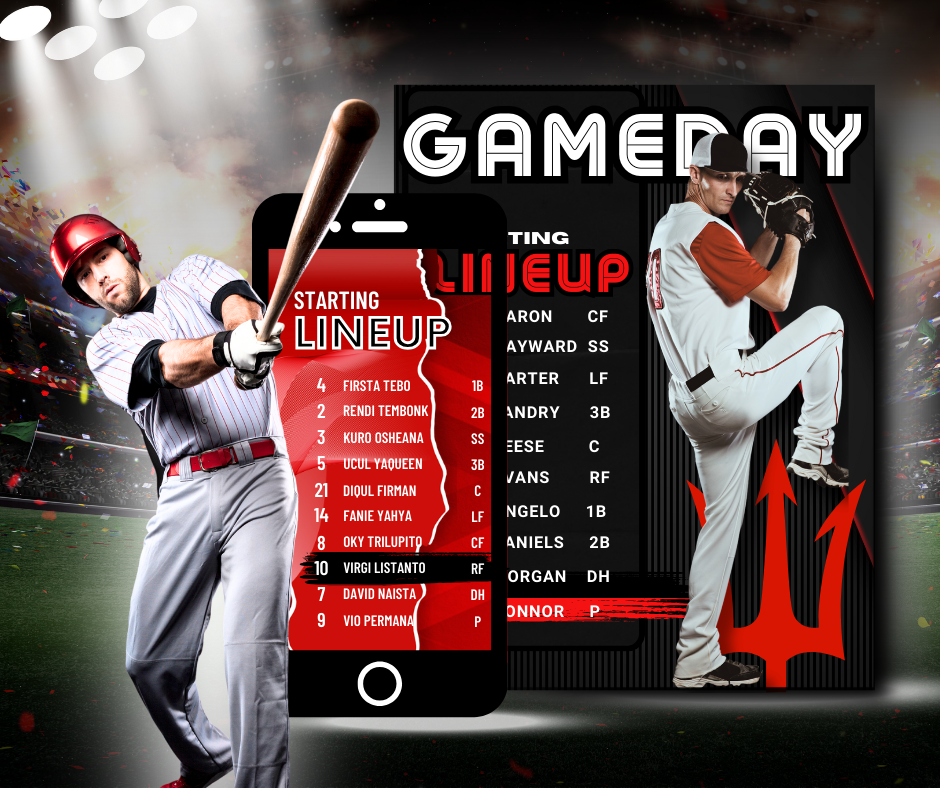 GAMEDAY
STARTING
LINEUP
4 FIRSTA TEBO 1B
2 RENDI TEMBONK 2B
3 KURO OSHEANA SS
5 UCUL YAQUEEN 3B
21 DIQUL FIRMAN C
14 FANIE YAHYA LF
8 OKY TRILUPITO CF
10 VIRGI LISTANTO RF
7 DAVID NAISTA DH
9 VIO PERMANA P
TING
LINEUP
ARON CF
AYWARD SS
ARTER LF
ANDRY 3B
EESE C
VANS RF
NGELO 1B
ANIELS 2B
ORGAN DH
ONNOR P